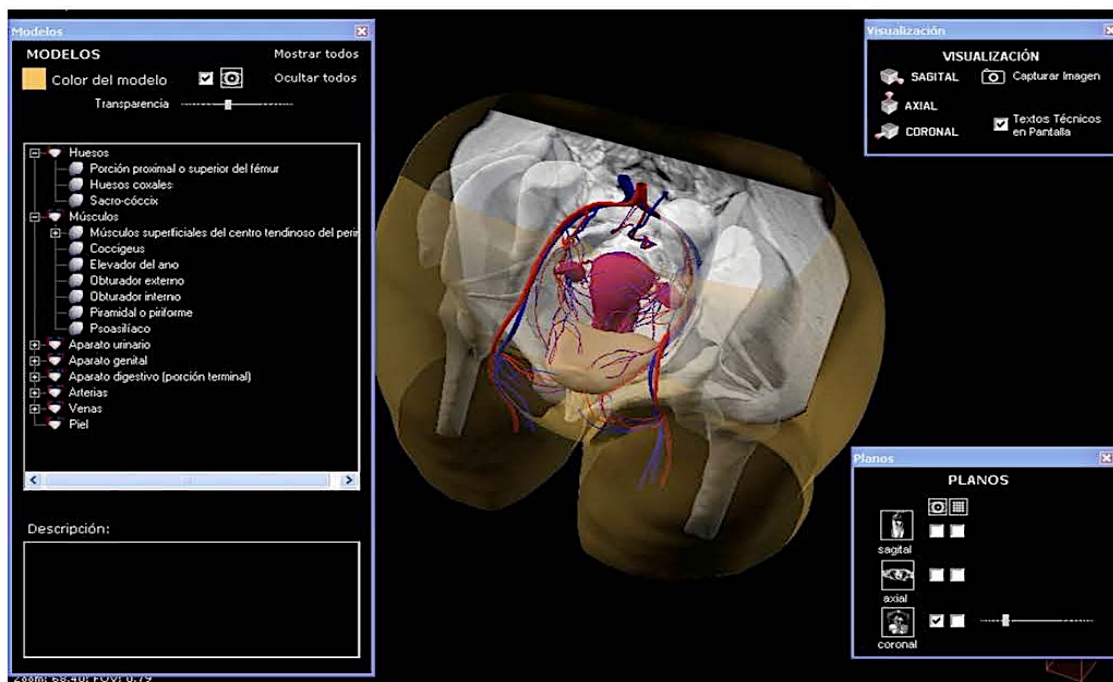 Modelos
MODELOS
Mostrar todos
Color del modelo
Ocultar todos
Transparencia
Huesos
Porción proximal o superior del fémur
Huesos coxales
Sacro-cóccix
Músculos
Músculos superficiales del centro tendinoso del perir
Coccigeus
Elevador del ano
Obturador externo
Obturador interno
Piramidal o piriforme
Psoasilíaco
Aparato urinario
Aparato genital
Aparato digestivo (porción terminal)
Arterias
Venas
Piel
Descripción:
Visualización
VISUALIZACIÓN
SAGITAL
Capturar Imagen
AXIAL
CORONAL
Textos Técnicos
en Pantalla
Planos
PLANOS
sagital
axial
coronal